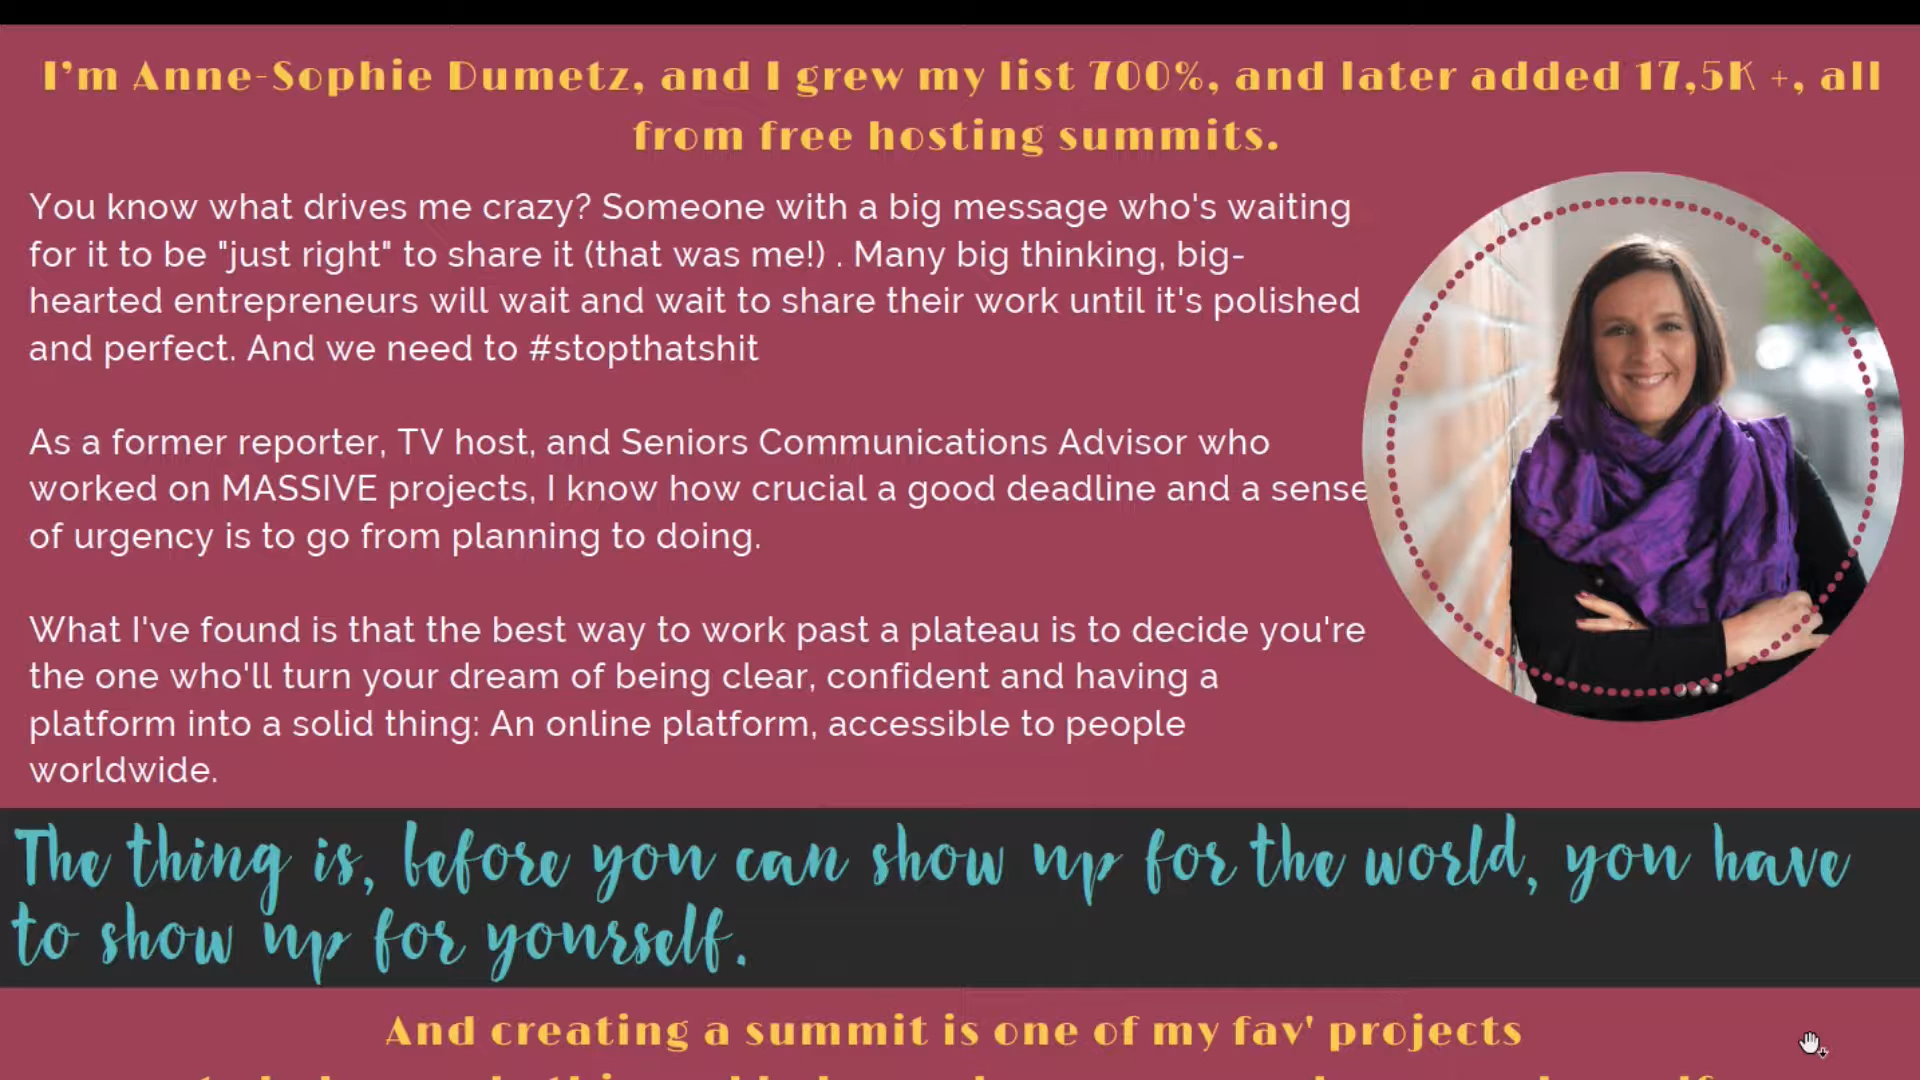 I'm Anne-Sophie Dumetz, and I grew my list 700%, and later added 17,5K +, all
from free hosting summits.
You know what drives me crazy? Someone with a big message who's waiting
for it to be "just right" to share it (that was me!) . Many big thinking, big-
hearted entrepreneurs will wait and wait to share their work until it's polished
and perfect. And we need to #stopthatshit
As a former reporter, TV host, and Seniors Communications Advisor who
worked on MASSIVE projects, I know how crucial a good deadline and a sense
of urgency is to go from planning to doing.
What I've found is that the best way to work past a plateau is to decide you're
the one who'll turn your dream of being clear, confident and having a
platform into a solid thing: An online platform, accessible to people
worldwide.
The thing is, before you can show up for the world, you have
to show up for yourself.
And creating a summit is one of my fav' projects